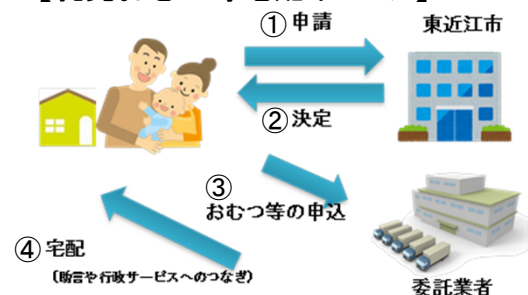 ①申請
東近江市
②決定
③
おむつ等の申込
④宅配
（助言や行政サービスへのつなぎ）
委託業者